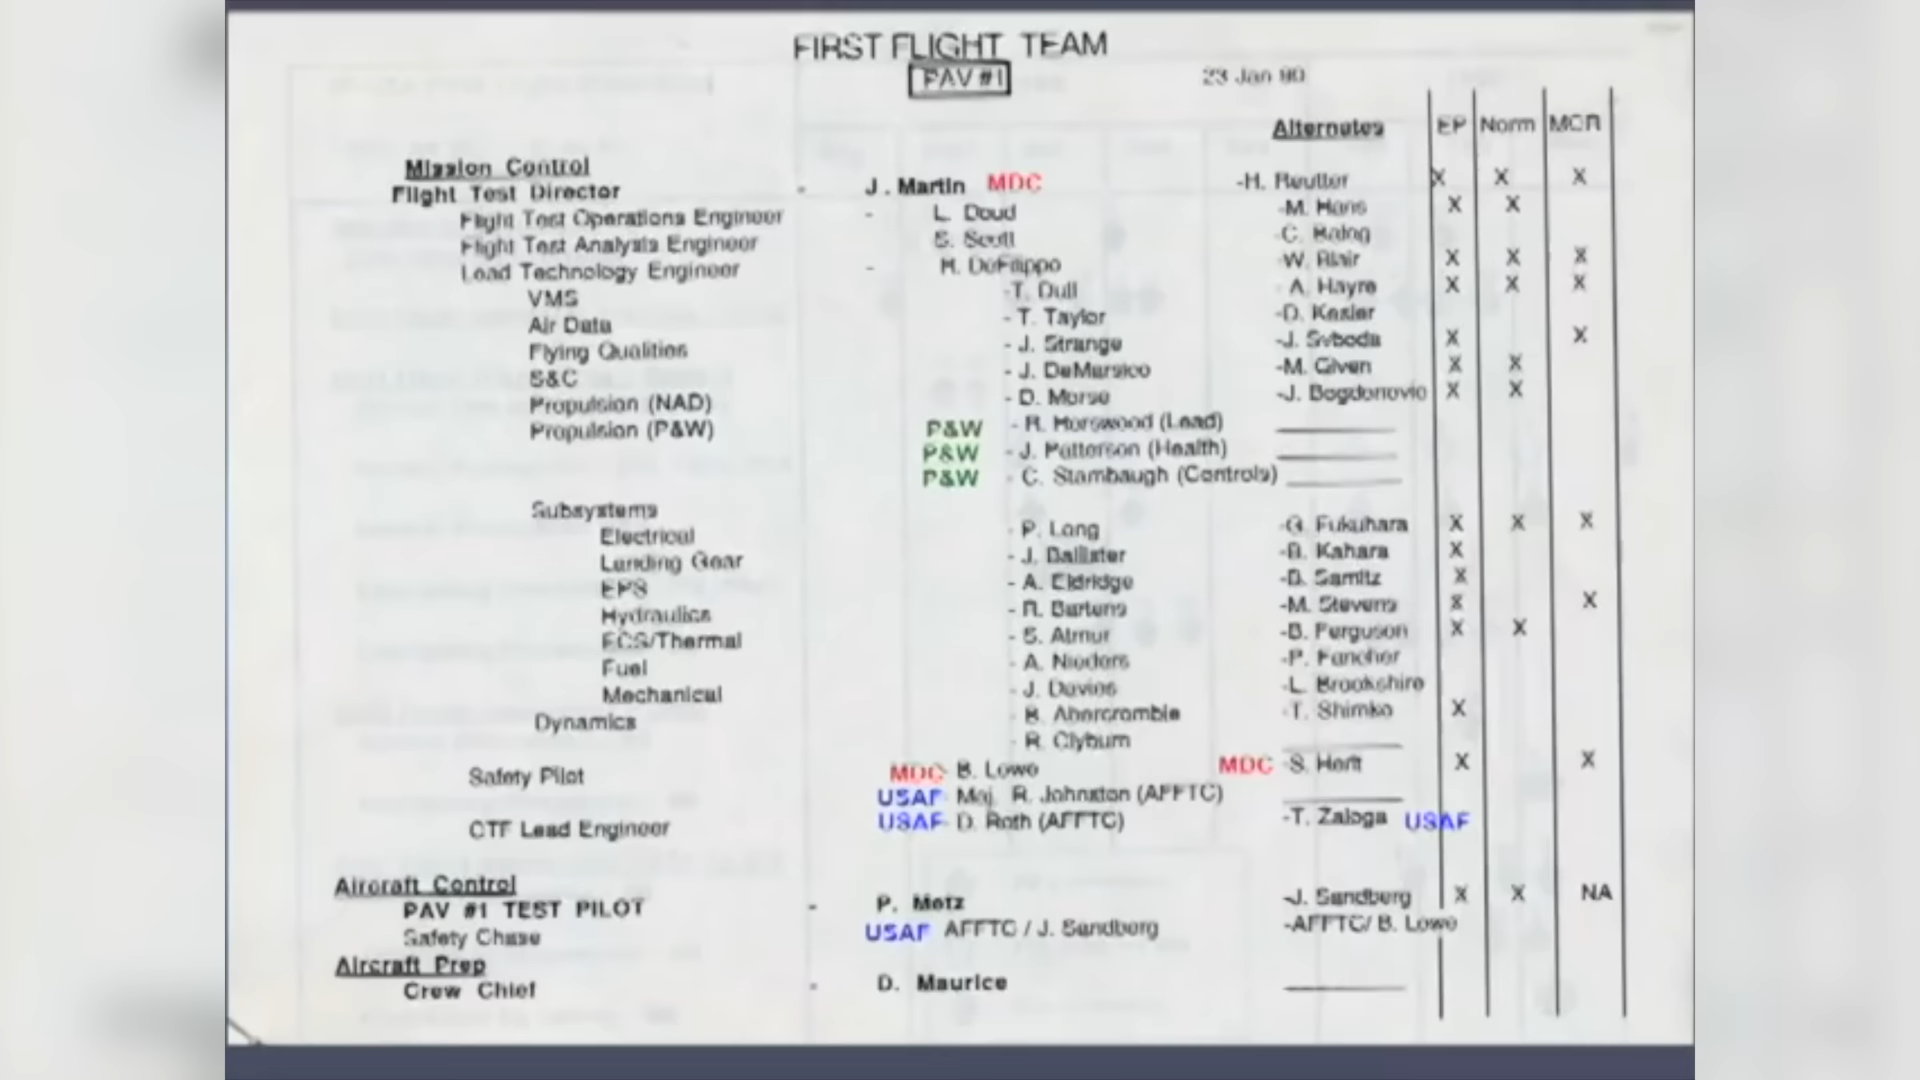 FIRST FLIGHT TEAM
PAV #1
23 Jan 90
Alternates EP Norm MCR
Mission Control
Flight Test Director - J. Martin MDC -H. Reutter X X X
Flight Test Operations Engineer - L. Doud -M. Hans X X
Flight Test Analysis Engineer S. Scott -C.
Lead Technology Engineer - M. DeFilippo -W. Blair X X X
VMS -T. Dull - A. Hayre X X X
Air Data - T. Taylor -D. Kesler
Flying Qualities - J. Strange -J. Svboda X X
S&C - J. DeMarsico -M. Given X X
Propulsion (NAD) - D. Morse -J. Bogdonovic X X
Propulsion (P&W) P&W - R. Horswood (Lead)
P&W - J. Patterson (Health)
P&W - C. Stambaugh (Controls)
Subsystems
Electrical - P. Long -G. Fukuhara X X X
Landing Gear - J. Ballister Kahara X
EPS - A. Eldridge Samitz X
Hydraulics - R. Bartens -M. Stevens X X
ECS/Thermal - S. Atmur -B. Ferguson X X
Fuel - A. Nieders -P. Fancher
Mechanical - J. Davies -L. Brookshire
Dynamics - B. Abercrombie -T. Shimko X
- R. Clyburn
Safety Pilot MDC- B. Lowe MDC -S. Herlt X X
USAF- Maj. R. Johnston (AFFTC)
CTF Lead Engineer USAF- D. Roth (AFFTC) -T. Zaloga USAF
Aircraft Control
PAV #1 TEST PILOT - P. Metz -J. Sandberg X X NA
Safety Chase USAF AFFTC / J. Sandberg -AFFTC/ B. Lowe
Aircraft Prep
Crew Chief - D. Maurice